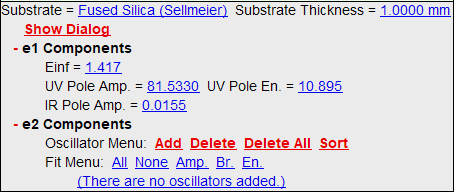 Substrate = Fused Silica (Sellmeier) Substrate Thickness = 1.0000 mm
Show Dialog
- e1 Components
Einf = 1.417
UV Pole Amp. = 81.5330 UV Pole En. = 10.895
IR Pole Amp. = 0.0155
- e2 Components
Oscillator Menu: Add Delete Delete All Sort
Fit Menu: All None Amp. Br. En.
(There are no oscillators added.)